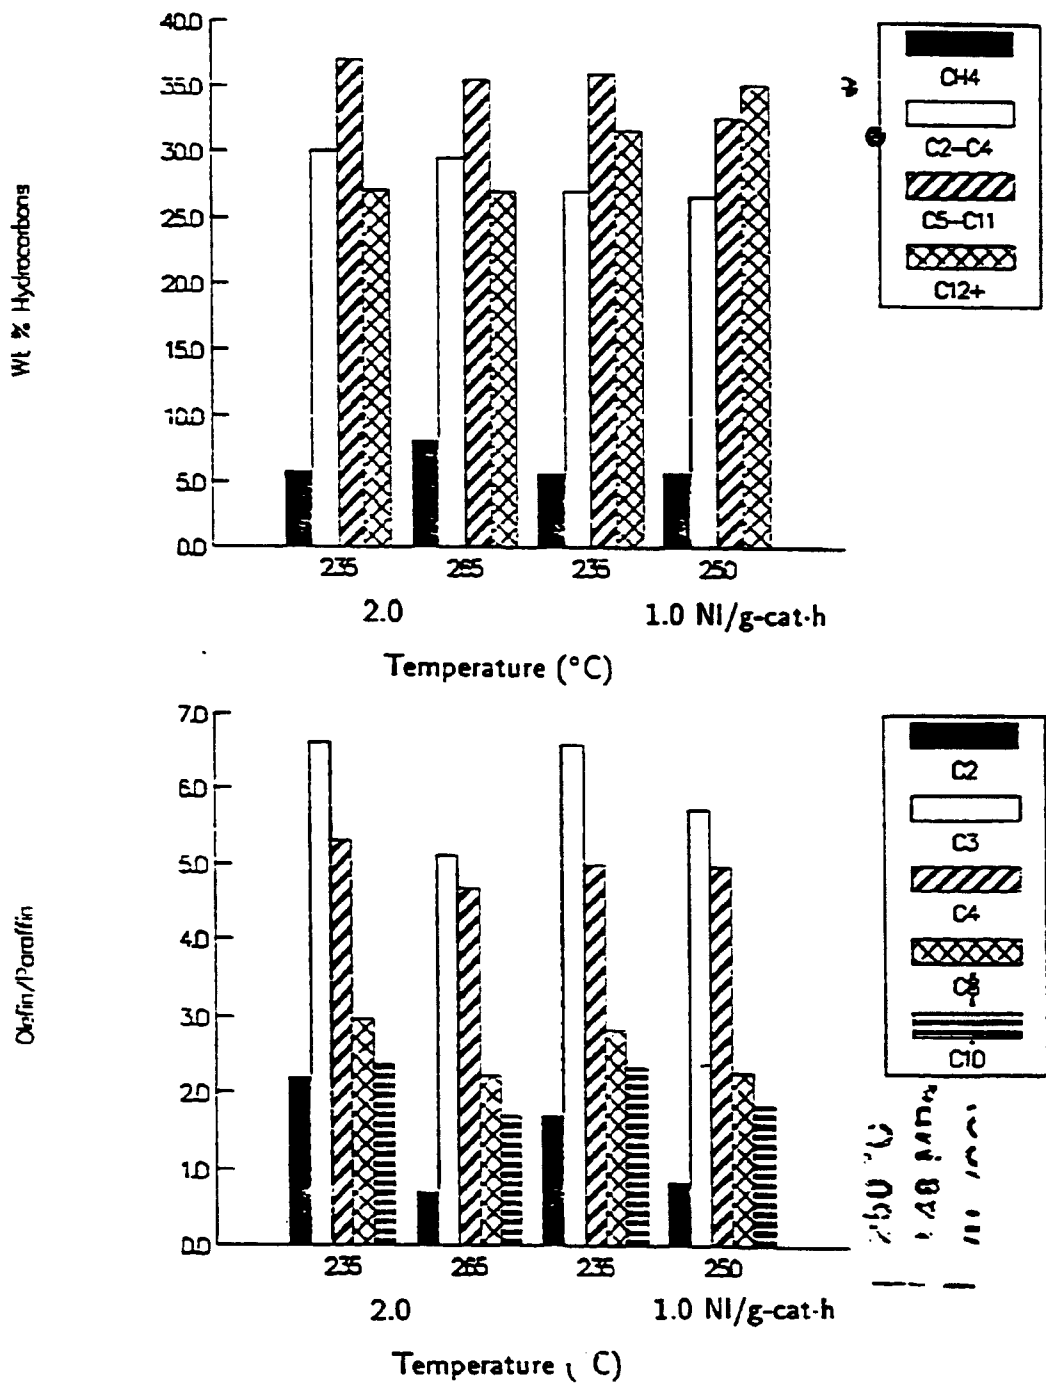 40.0
35.0
30.0
25.0
20.0
15.0
10.0
5.0
0.0
Wt % Hydrocarbons
235 265 235 250
2.0 1.0 Nl/g-cat·h
Temperature (°C)
CH4
C2-C4
C5-C11
C12+
7.0
6.0
5.0
4.0
3.0
2.0
1.0
0.0
Olefin/Paraffin
235 265 235 250
2.0 1.0 Nl/g-cat·h
Temperature ( C)
C2
C3
C4
C10